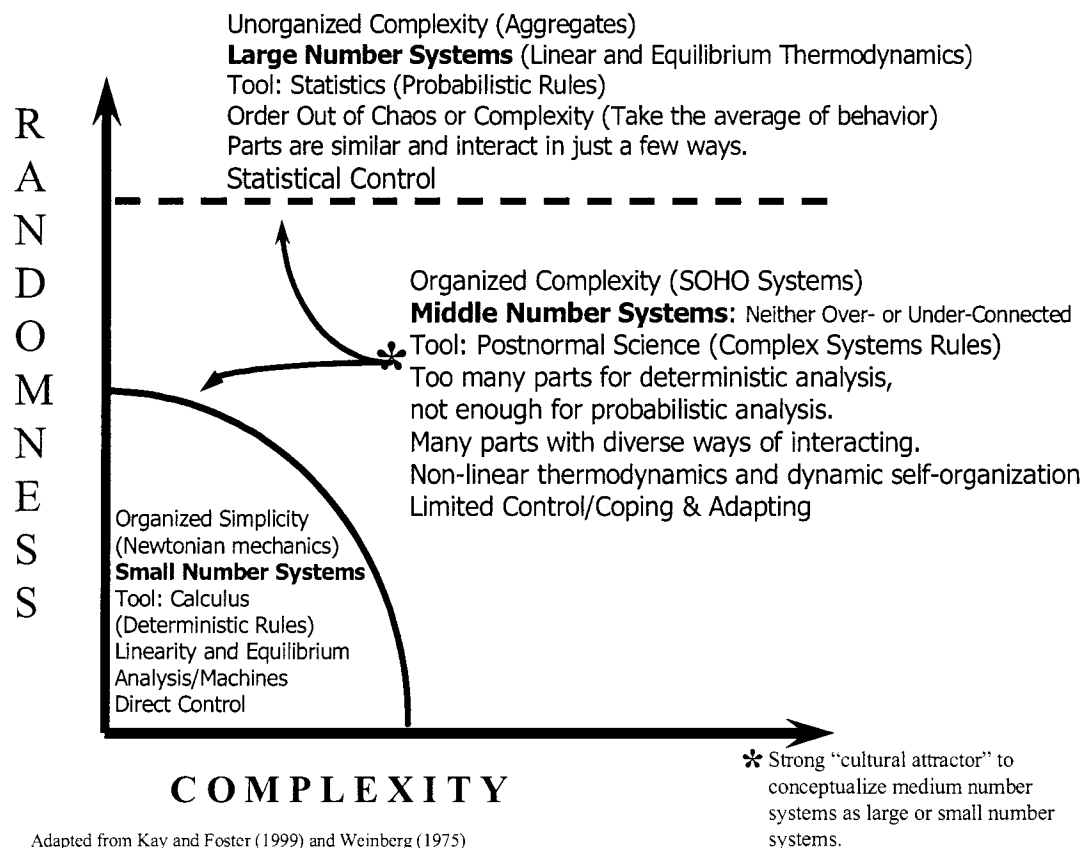 Unorganized Complexity (Aggregates)
Large Number Systems (Linear and Equilibrium Thermodynamics)
Tool: Statistics (Probabilistic Rules)
Order Out of Chaos or Complexity (Take the average of behavior)
Parts are similar and interact in just a few ways.
Statistical Control
RANDOMNESS
Organized Complexity (SOHO Systems)
Middle Number Systems: Neither Over- or Under-Connected
* Tool: Postnormal Science (Complex Systems Rules)
Too many parts for deterministic analysis,
not enough for probabilistic analysis.
Many parts with diverse ways of interacting.
Non-linear thermodynamics and dynamic self-organization
Limited Control/Coping & Adapting
Organized Simplicity
(Newtonian mechanics)
Small Number Systems
Tool: Calculus
(Deterministic Rules)
Linearity and Equilibrium
Analysis/Machines
Direct Control
COMPLEXITY
* Strong “cultural attractor” to
conceptualize medium number
systems as large or small number
systems.
Adapted from Kay and Foster (1999) and Weinberg (1975)